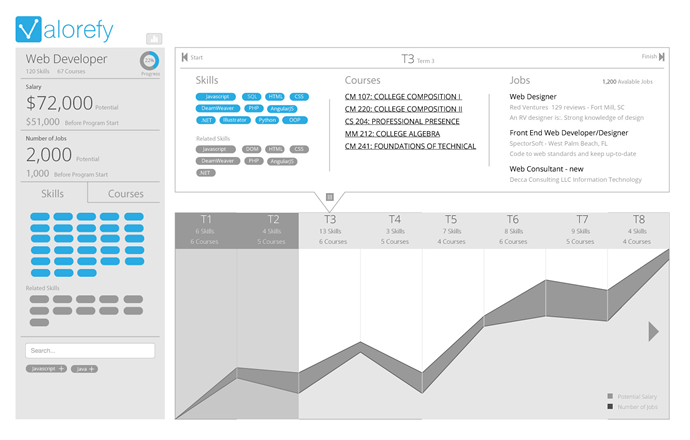 Valorefy
Web Developer
120 Skills 67 Courses
22%
Progress
Salary
$72,000 Potential
$51,000 Before Program Start
Number of Jobs
2,000 Potential
1,000 Before Program Start
Skills Courses
Related Skills
Search...
Javascript + Java +
Start
T3 Term 3
Finish
Skills
Javascript SQL HTML CSS
DeamWeaver PHP AngularJS
.NET Illustrator Python OOP
Related Skills
Javascript DOM HTML CSS
DeamWeaver PHP AngularJS
.NET
Courses
CM 107: COLLEGE COMPOSITION I
CM 220: COLLEGE COMPOSITION II
CS 204: PROFESSIONAL PRESENCE
MM 212: COLLEGE ALGEBRA
CM 241: FOUNDATIONS OF TECHNICAL
Jobs 1,200 Available Jobs
Web Designer
Red Ventures 129 reviews - Fort Mill, SC
An RV designer is:. Strong knowledge of design
Front End Web Developer/Designer
SpectorSoft - West Palm Beach, FL
Code to web standards and keep up-to-date
Web Consultant - new
Decca Consulting LLC Information Technology
T1 T2 T3 T4 T5 T6 T7 T8
6 Skills 4 Skills 13 Skills 3 Skills 7 Skills 8 Skills 9 Skills 4 Skills
6 Courses 5 Courses 6 Courses 5 Courses 4 Courses 6 Courses 5 Courses 4 Courses
Potential Salary
Number of Jobs